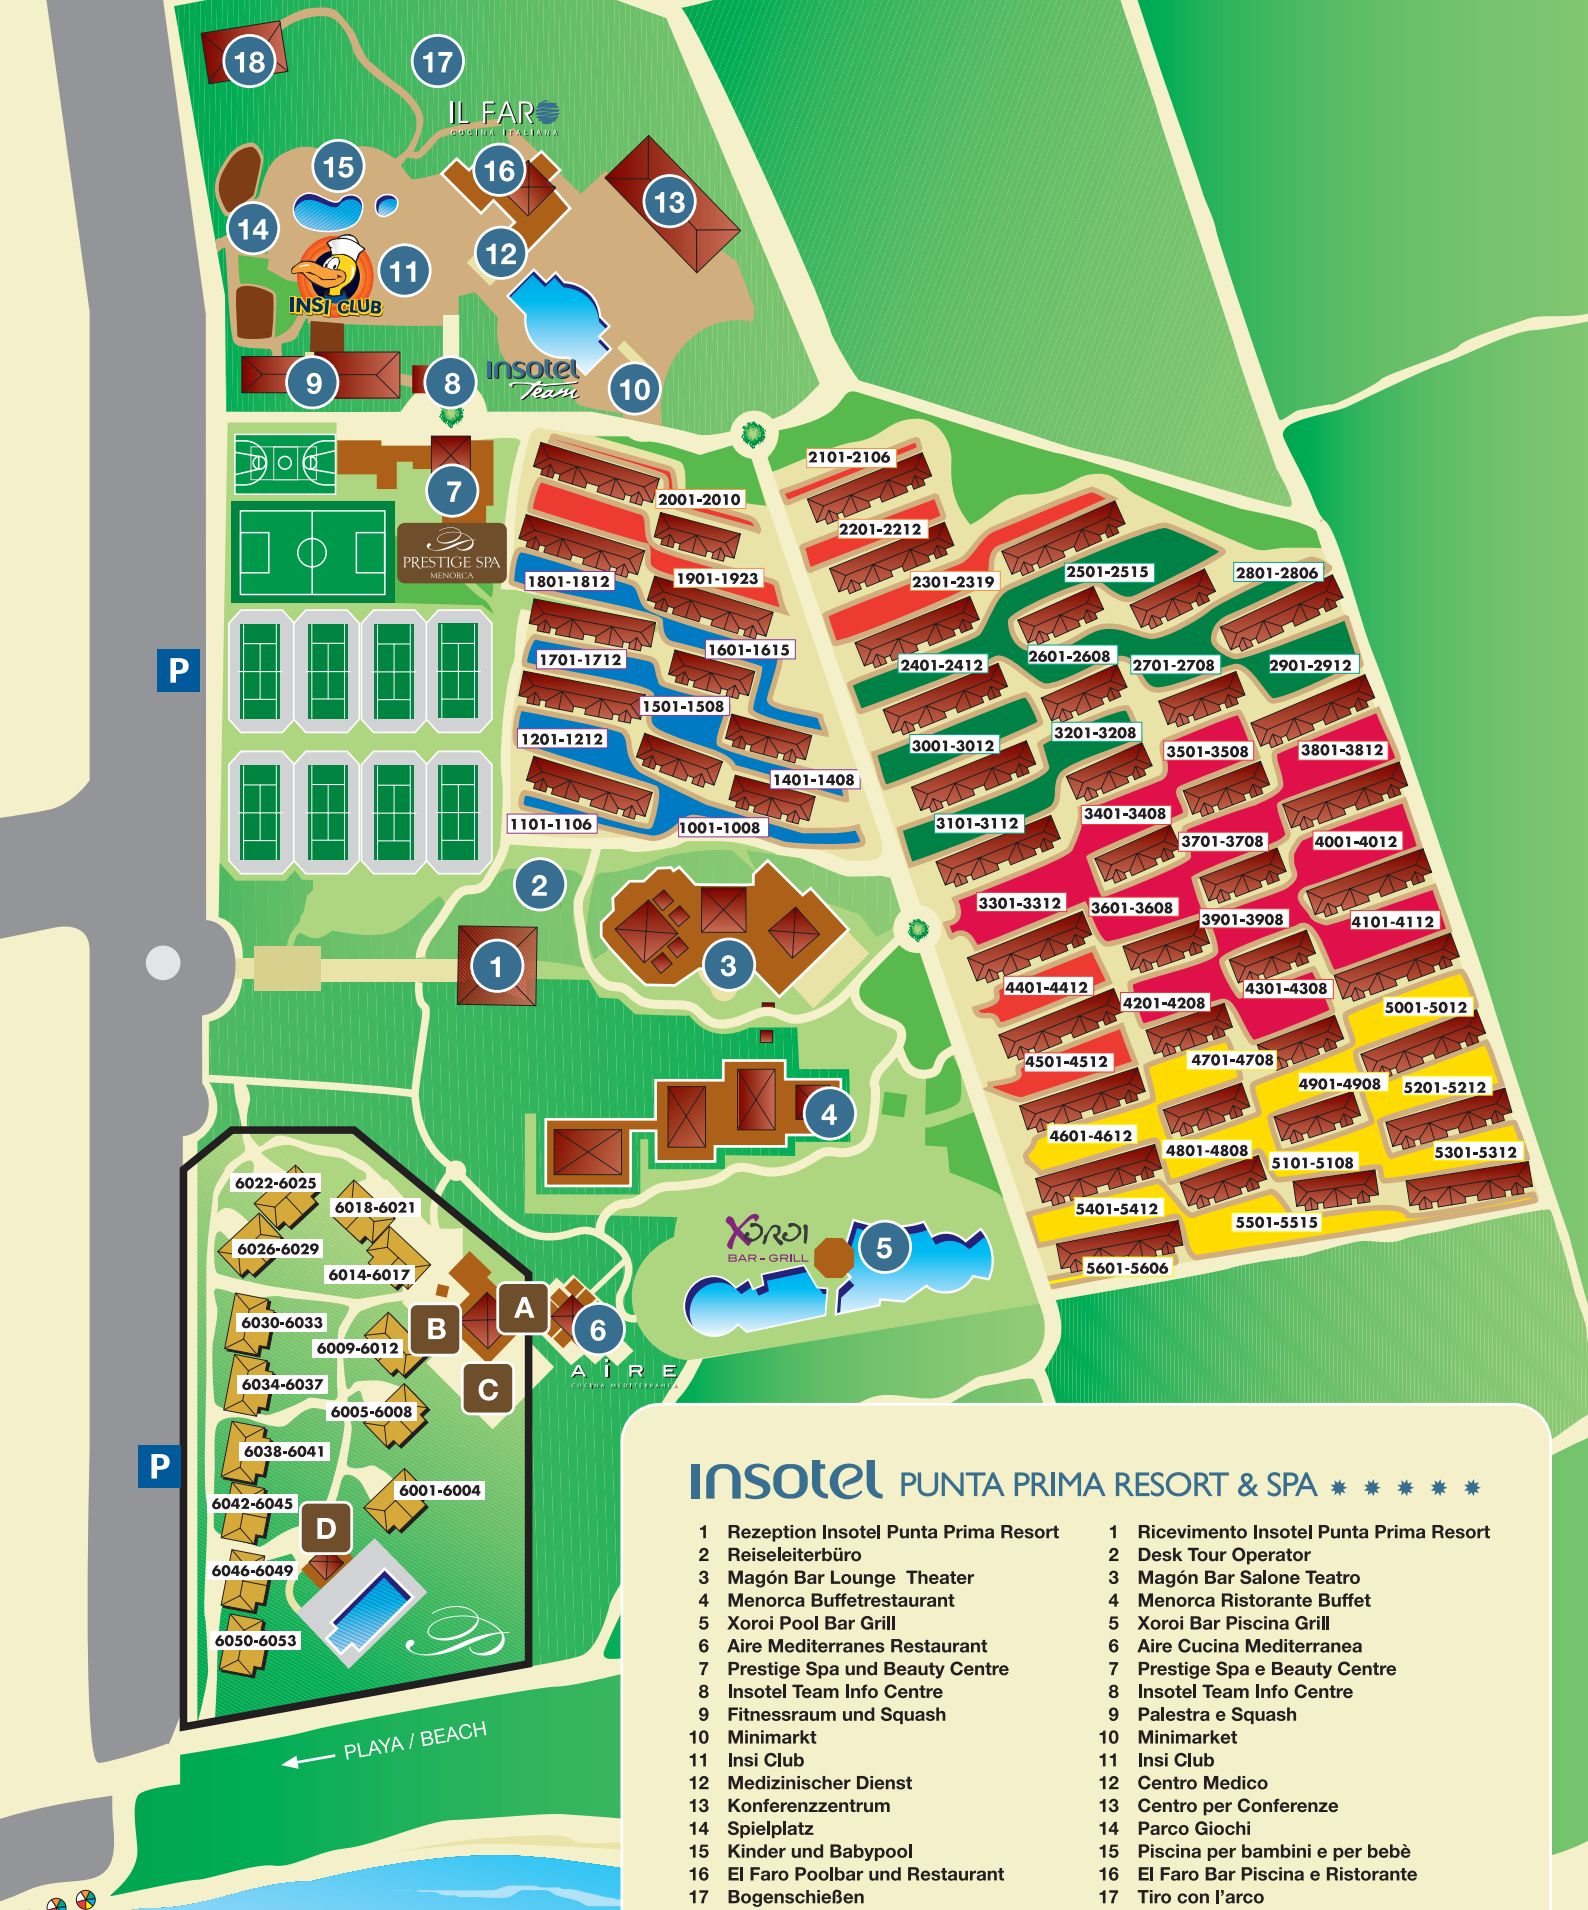 18
17
IL FARO
COCINA ITALIANA
15
16
13
14
12
11
INSI CLUB
insotel
Team
9
8
10
7
PRESTIGE SPA
MENORCA
2101-2106
2001-2010
2201-2212
1801-1812
1901-1923
2301-2319
2501-2515
2801-2806
1701-1712
1601-1615
2401-2412
2601-2608
2701-2708
2901-2912
P
1501-1508
1201-1212
3001-3012
3201-3208
3501-3508
3801-3812
1401-1408
1101-1106
1001-1008
3101-3112
3401-3408
3701-3708
4001-4012
2
3301-3312
3601-3608
3901-3908
4101-4112
1
3
4401-4412
4201-4208
4301-4308
5001-5012
4501-4512
4701-4708
4901-4908
5201-5212
4
4601-4612
4801-4808
5101-5108
5301-5312
5401-5412
5501-5515
5601-5606
6022-6025
6018-6021
6026-6029
6014-6017
XOROI
BAR-GRILL
5
6030-6033
6009-6012
B
A
6
AiRE
COCINA MEDITERRANEA
C
6034-6037
6005-6008
6038-6041
6001-6004
P
6042-6045
D
6046-6049
6050-6053
PLAYA / BEACH
insotel PUNTA PRIMA RESORT & SPA
1 Rezeption Insotel Punta Prima Resort
2 Reiseleiterbüro
3 Magón Bar Lounge Theater
4 Menorca Buffetrestaurant
5 Xoroi Pool Bar Grill
6 Aire Mediterranes Restaurant
7 Prestige Spa und Beauty Centre
8 Insotel Team Info Centre
9 Fitnessraum und Squash
10 Minimarkt
11 Insi Club
12 Medizinischer Dienst
13 Konferenzzentrum
14 Spielplatz
15 Kinder und Babypool
16 El Faro Poolbar und Restaurant
17 Bogenschießen
1 Ricevimento Insotel Punta Prima Resort
2 Desk Tour Operator
3 Magón Bar Salone Teatro
4 Menorca Ristorante Buffet
5 Xoroi Bar Piscina Grill
6 Aire Cucina Mediterranea
7 Prestige Spa e Beauty Centre
8 Insotel Team Info Centre
9 Palestra e Squash
10 Minimarket
11 Insi Club
12 Centro Medico
13 Centro per Conferenze
14 Parco Giochi
15 Piscina per bambini e per bebè
16 El Faro Bar Piscina e Ristorante
17 Tiro con l'arco